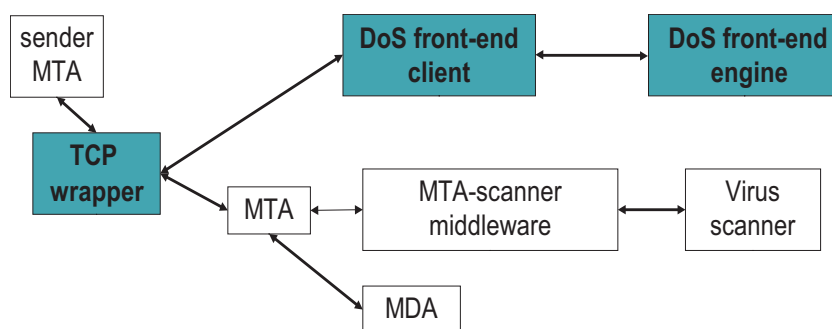 sender
MTA
DoS front-end
client
DoS front-end
engine
TCP
wrapper
MTA
MTA-scanner
middleware
Virus
scanner
MDA